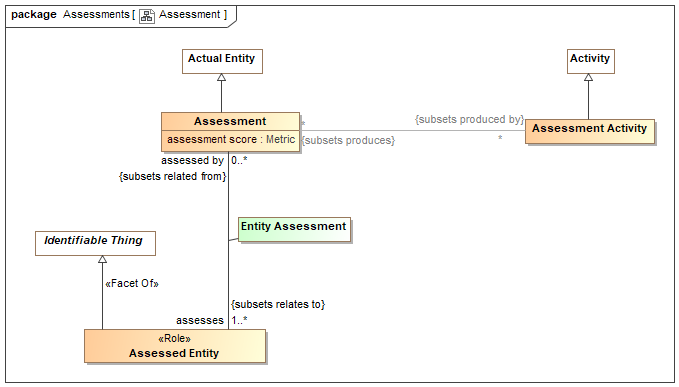 package Assessments [ Assessment ]
Actual Entity
Activity
Assessment
assessment score : Metric
*
{subsets produced by}
{subsets produces}
*
Assessment Activity
assessed by 0..*
{subsets related from}
Entity Assessment
Identifiable Thing
«Facet Of»
{subsets relates to}
assesses 1..*
«Role»
Assessed Entity